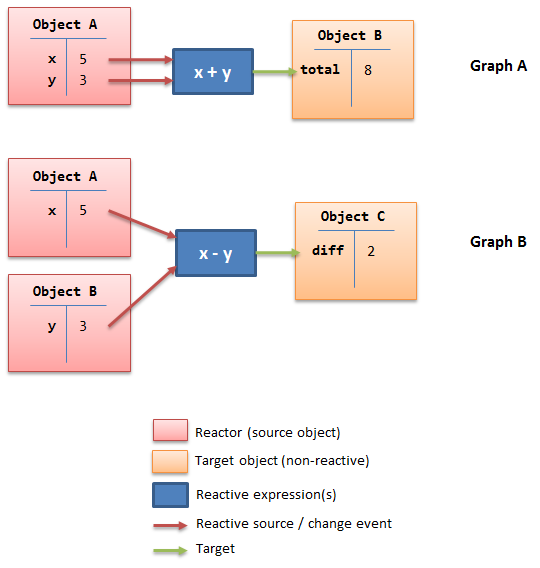 Object A
x 5
y 3
x + y
Object B
total 8
Graph A
Object A
x 5
Object B
y 3
x - y
Object C
diff 2
Graph B
Reactor (source object)
Target object (non-reactive)
Reactive expression(s)
Reactive source / change event
Target